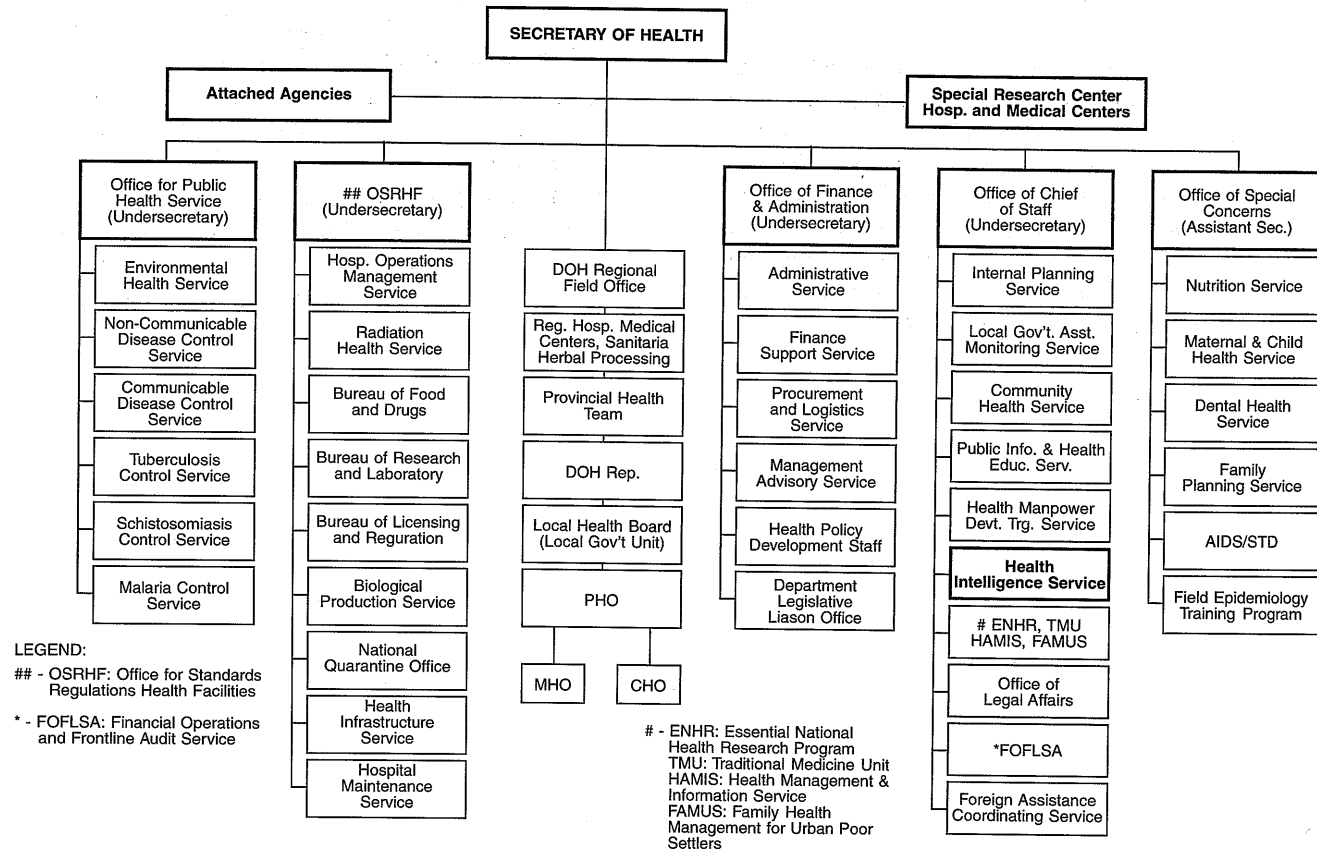 SECRETARY OF HEALTH
Attached Agencies
Special Research Center
Hosp. and Medical Centers
Office for Public
Health Service
(Undersecretary)
Environmental
Health Service
Non-Communicable
Disease Control
Service
Communicable
Disease Control
Service
Tuberculosis
Control Service
Schistosomiasis
Control Service
Malaria Control
Service
## OSRHF
(Undersecretary)
Hosp. Operations
Management
Service
Radiation
Health Service
Bureau of Food
and Drugs
Bureau of Research
and Laboratory
Bureau of Licensing
and Reguration
Biological
Production Service
National
Quarantine Office
Health
Infrastructure
Service
Hospital
Maintenance
Service
DOH Regional
Field Office
Reg. Hosp. Medical
Centers, Sanitaria
Herbal Processing
Provincial Health
Team
DOH Rep.
Local Health Board
(Local Gov't Unit)
PHO
MHO
CHO
Office of Finance
& Administration
(Undersecretary)
Administrative
Service
Finance
Support Service
Procurement
and Logistics
Service
Management
Advisory Service
Health Policy
Development Staff
Department
Legislative
Liason Office
Office of Chief
of Staff
(Undersecretary)
Internal Planning
Service
Local Gov't. Asst.
Monitoring Service
Community
Health Service
Public Info. & Health
Educ. Serv.
Health Manpower
Devt. Trg. Service
Health
Intelligence Service
# ENHR, TMU
HAMIS, FAMUS
Office of
Legal Affairs
*FOFLSA
Foreign Assistance
Coordinating Service
Office of Special
Concerns
(Assistant Sec.)
Nutrition Service
Maternal & Child
Health Service
Dental Health
Service
Family
Planning Service
AIDS/STD
Field Epidemiology
Training Program
LEGEND:
## - OSRHF: Office for Standards
Regulations Health Facilities
* - FOFLSA: Financial Operations
and Frontline Audit Service
# - ENHR: Essential National
Health Research Program
TMU: Traditional Medicine Unit
HAMIS: Health Management &
Information Service
FAMUS: Family Health
Management for Urban Poor
Settlers